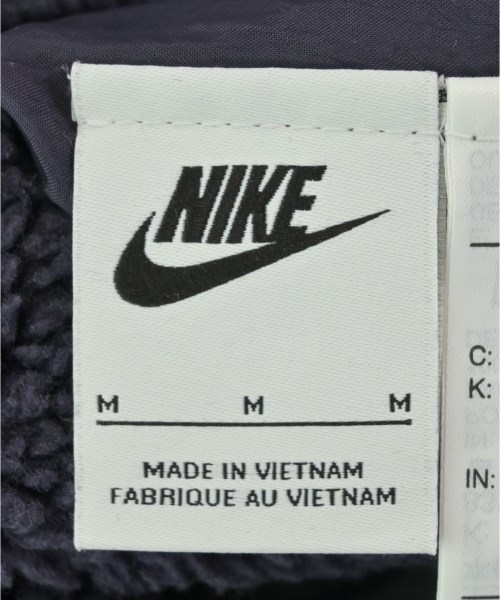 NIKE
M M M
MADE IN VIETNAM
FABRIQUE AU VIETNAM
C:
K:
IN: